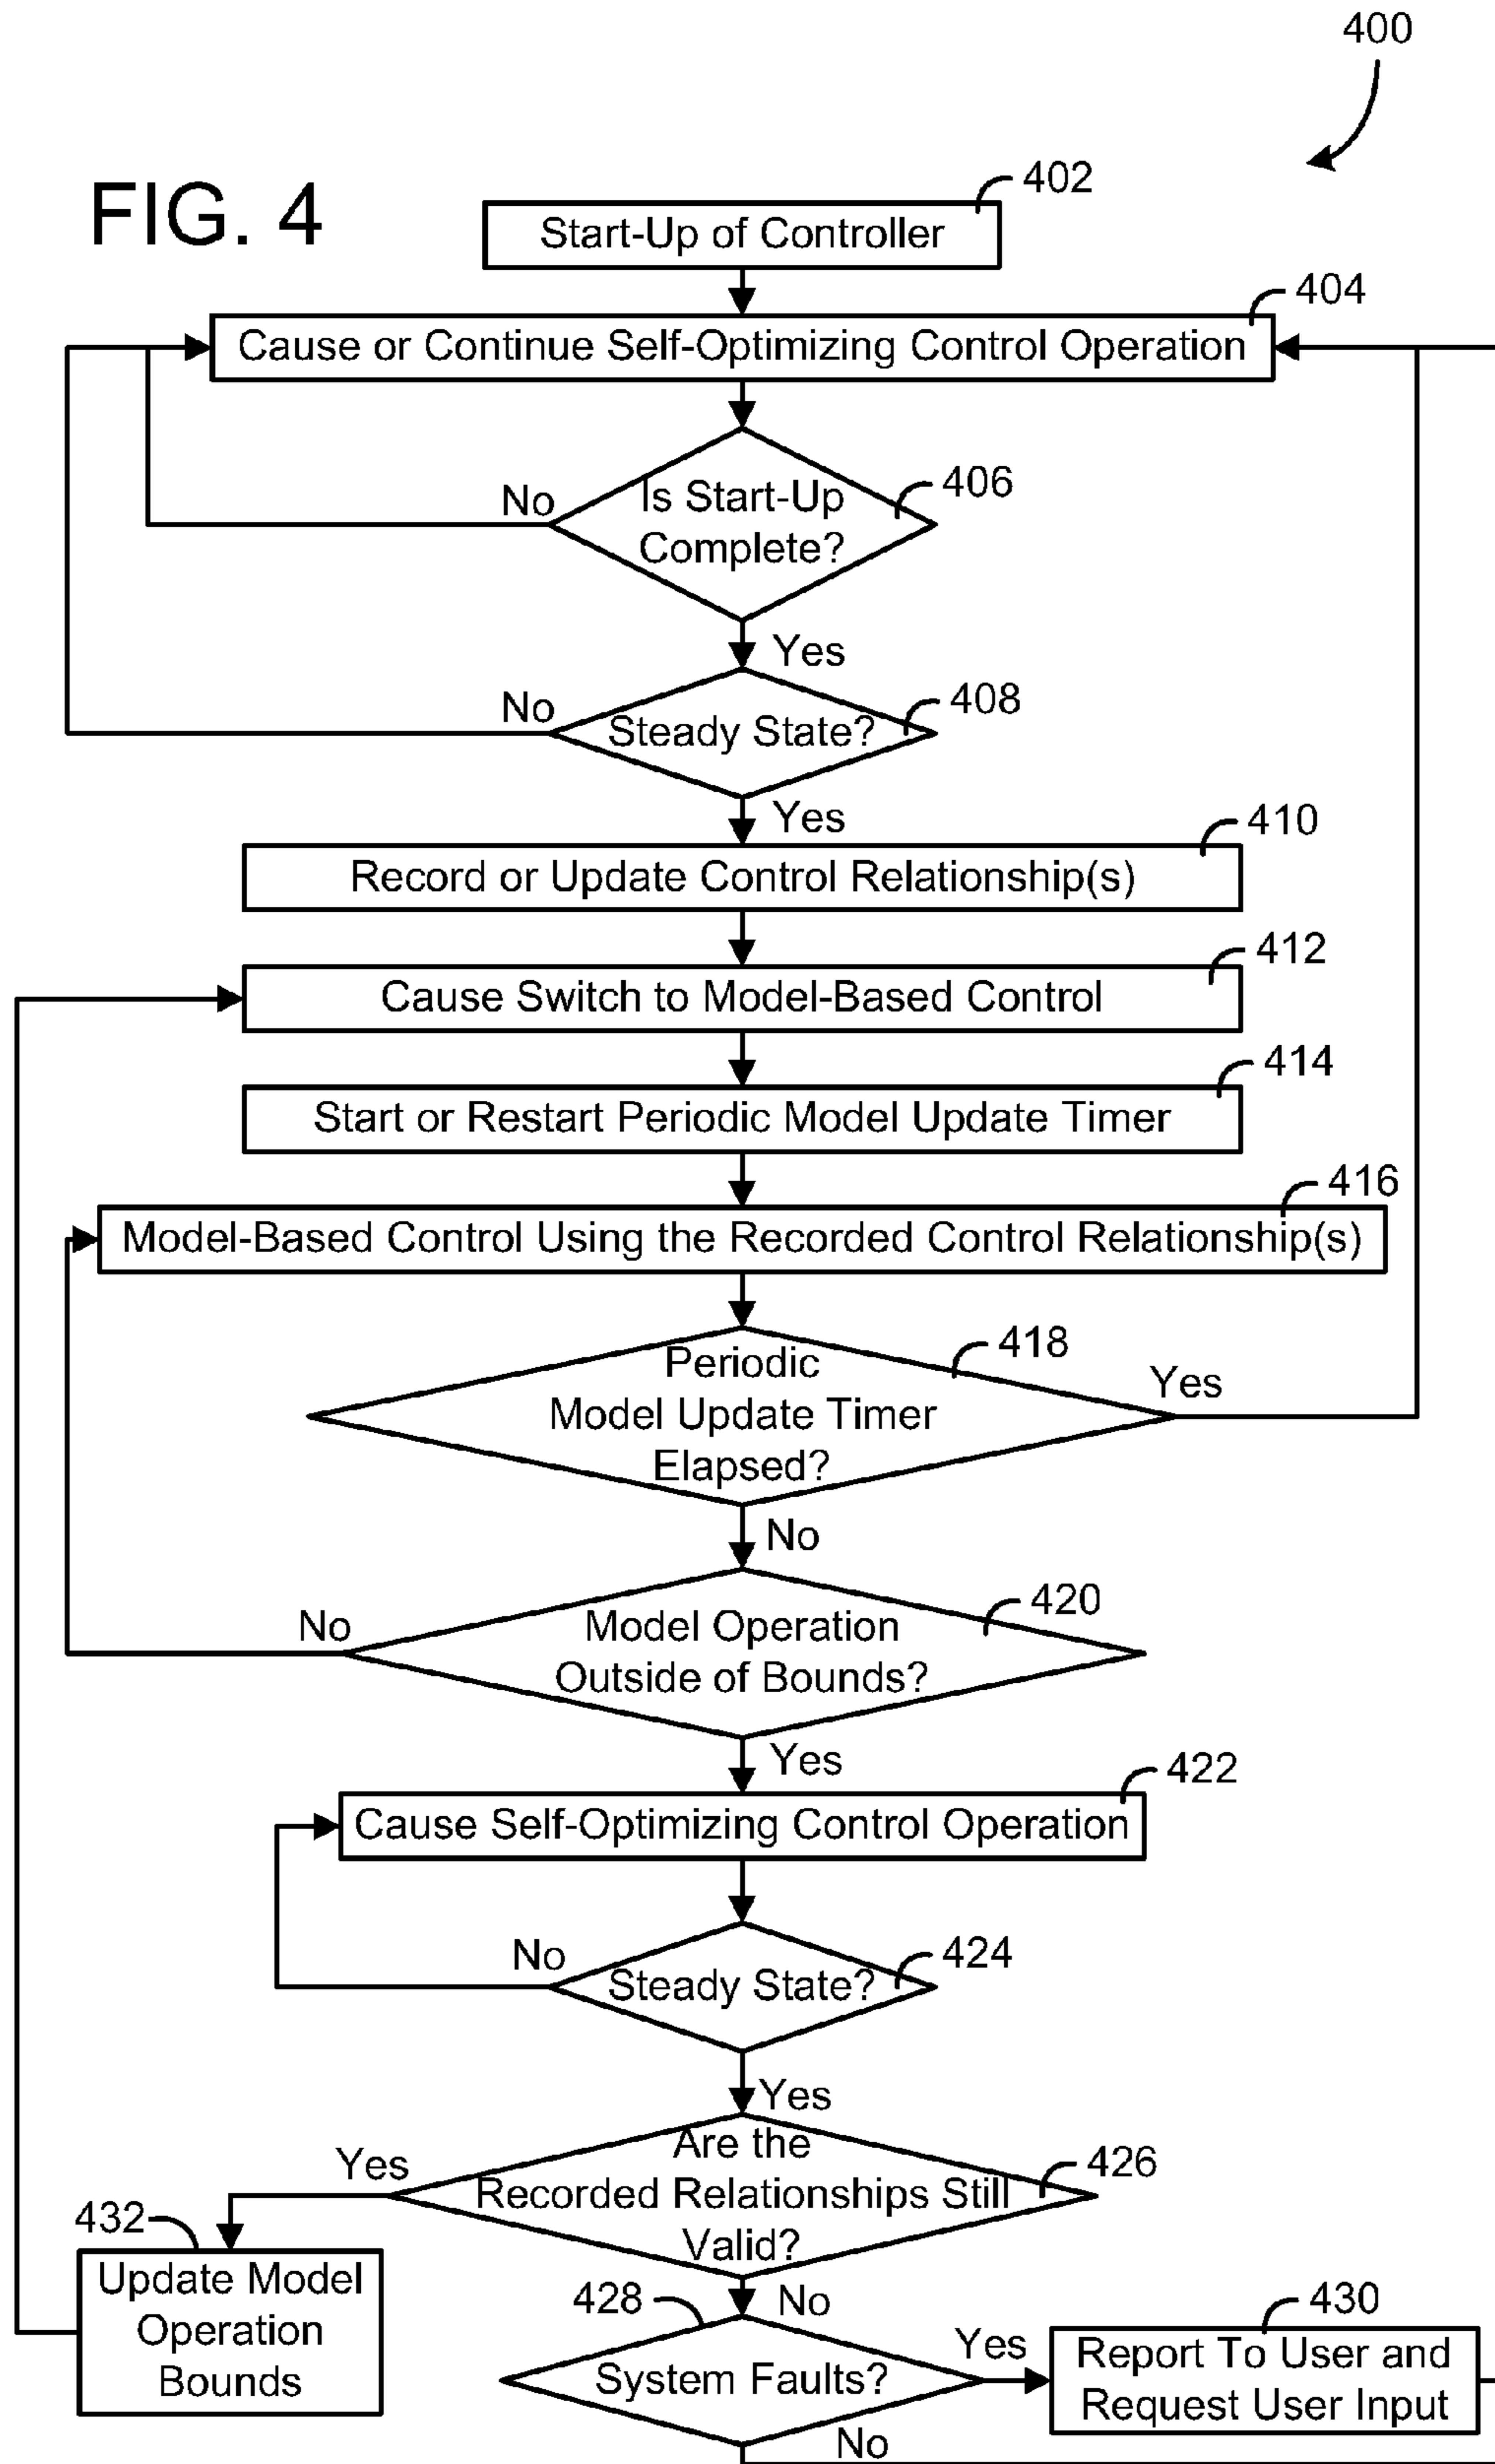 400
FIG. 4
402
Start-Up of Controller
404
Cause or Continue Self-Optimizing Control Operation
406
No
Is Start-Up
Complete?
Yes
408
No
Steady State?
Yes
410
Record or Update Control Relationship(s)
412
Cause Switch to Model-Based Control
414
Start or Restart Periodic Model Update Timer
416
Model-Based Control Using the Recorded Control Relationship(s)
418
Periodic
Model Update Timer
Elapsed?
Yes
No
420
No
Model Operation
Outside of Bounds?
Yes
422
Cause Self-Optimizing Control Operation
424
No
Steady State?
Yes
426
Yes
Are the
Recorded Relationships Still
Valid?
432
Update Model
Operation
Bounds
No
428
430
System Faults?
Yes
Report To User and
Request User Input
No